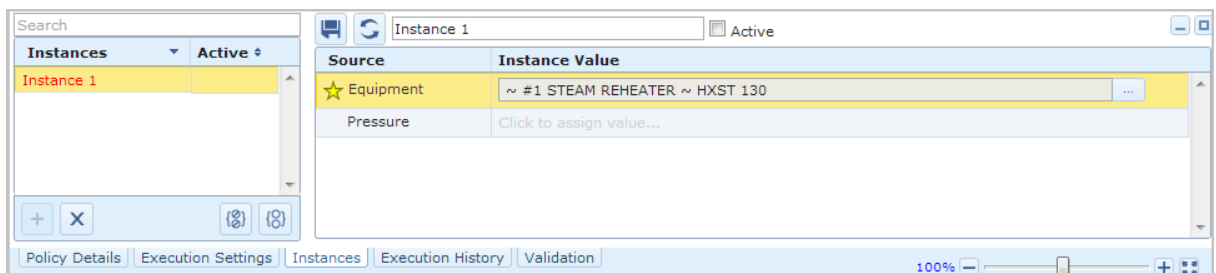 Search
Instances Active
Instance 1
Instance 1 Active
Source Instance Value
Equipment ~ #1 STEAM REHEATER ~ HXST 130 ...
Pressure Click to assign value...
Policy Details Execution Settings Instances Execution History Validation
100%